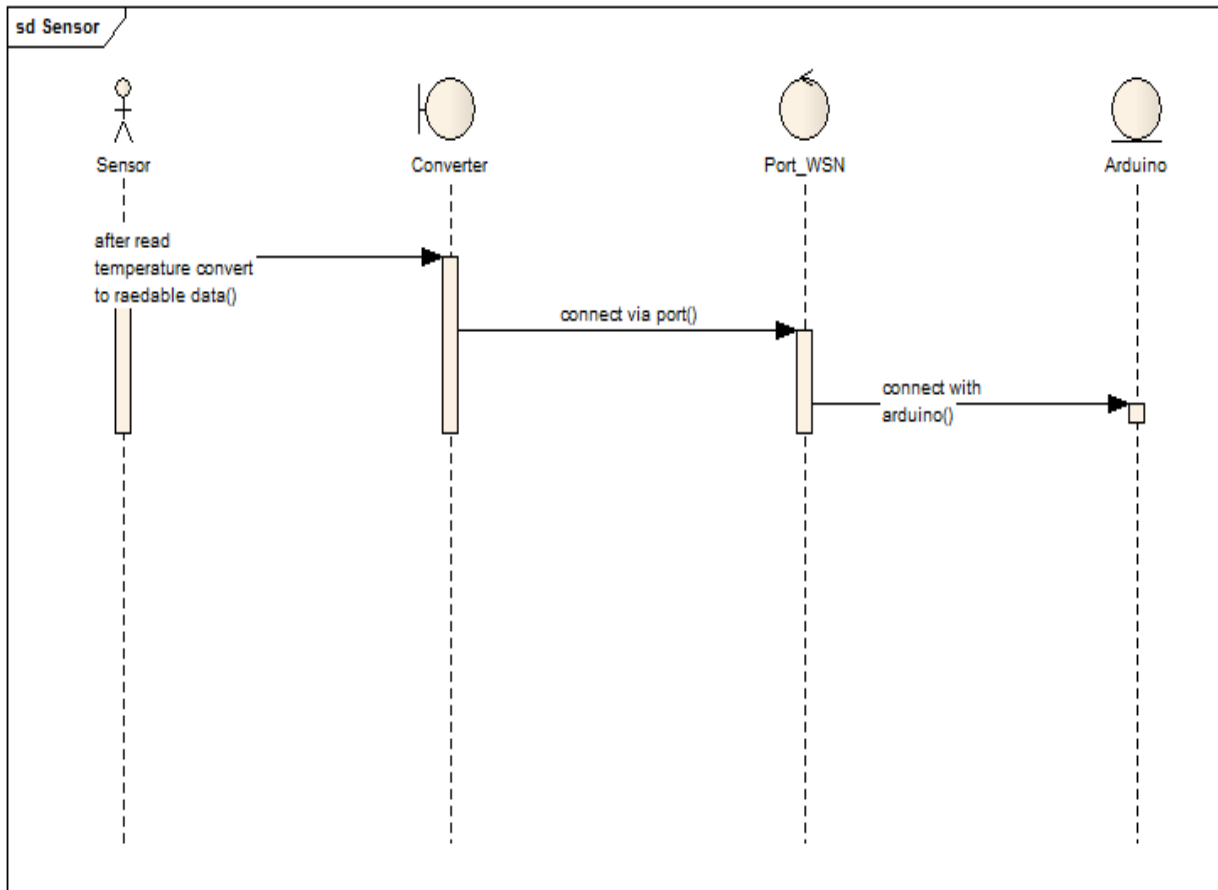 sd Sensor
Sensor
Converter
Port_WSN
Arduino
after read
temperature convert
to raedable data()
connect via port()
connect with
arduino()